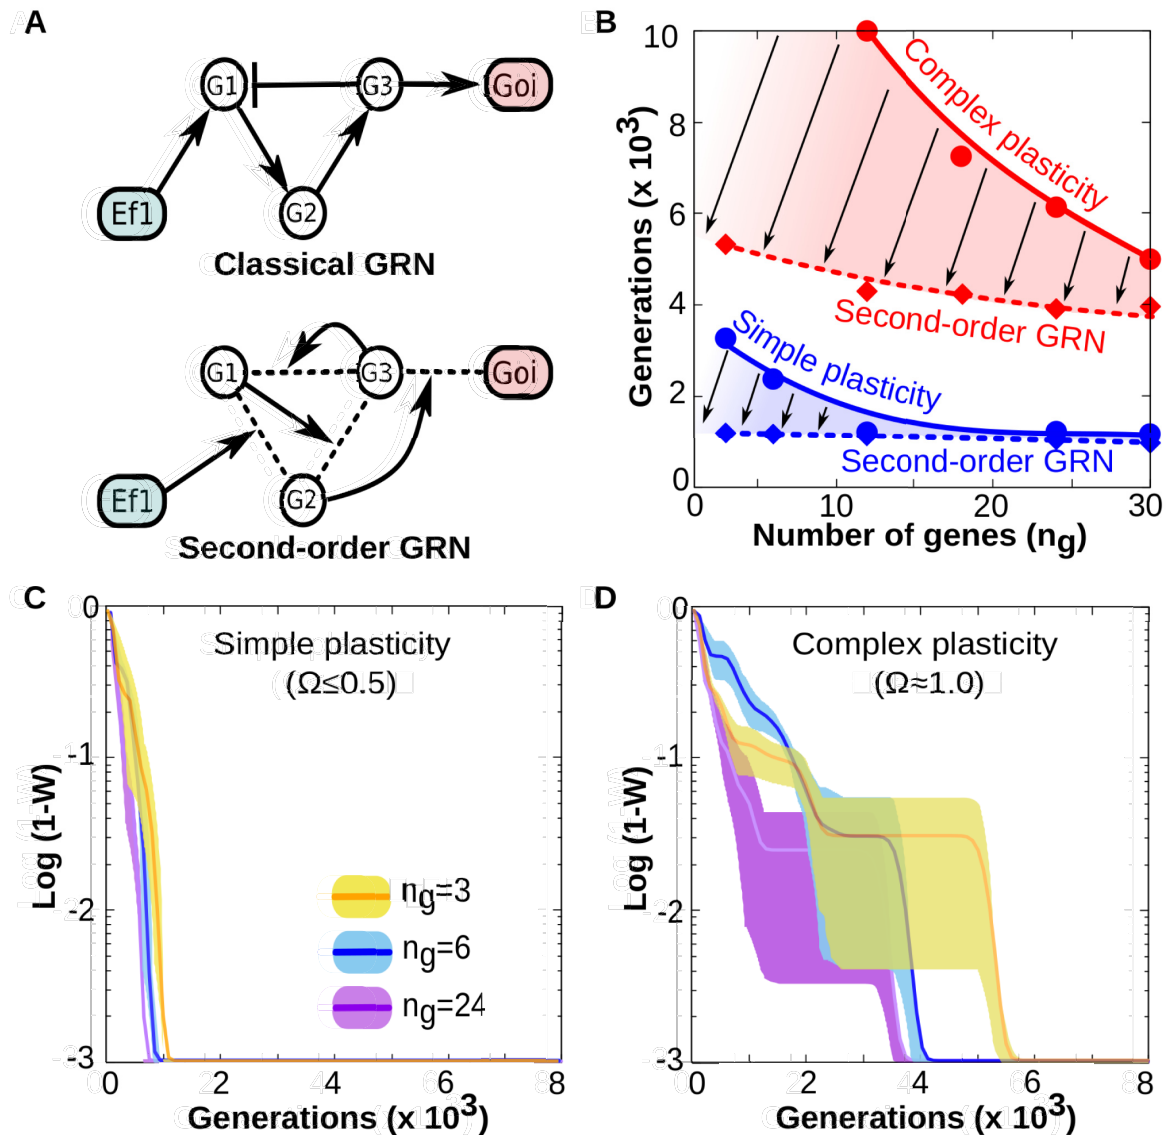 A
G1
G3
Goi
Ef1
G2
Classical GRN
G1
G3
Goi
Ef1
G2
Second-order GRN
B
Generations (x 10³)
10
8
6
4
2
0
Complex plasticity
Second-order GRN
Simple plasticity
Second-order GRN
0
10
20
30
Number of genes (ng)
C
Log (1-W)
0
-1
-2
-3
Simple plasticity
(Ω≤0.5)
ng=3
ng=6
ng=24
0 2 4 6 8
Generations (x 10³)
D
Log (1-W)
0
-1
-2
-3
Complex plasticity
(Ω≈1.0)
0 2 4 6 8
Generations (x 10³)